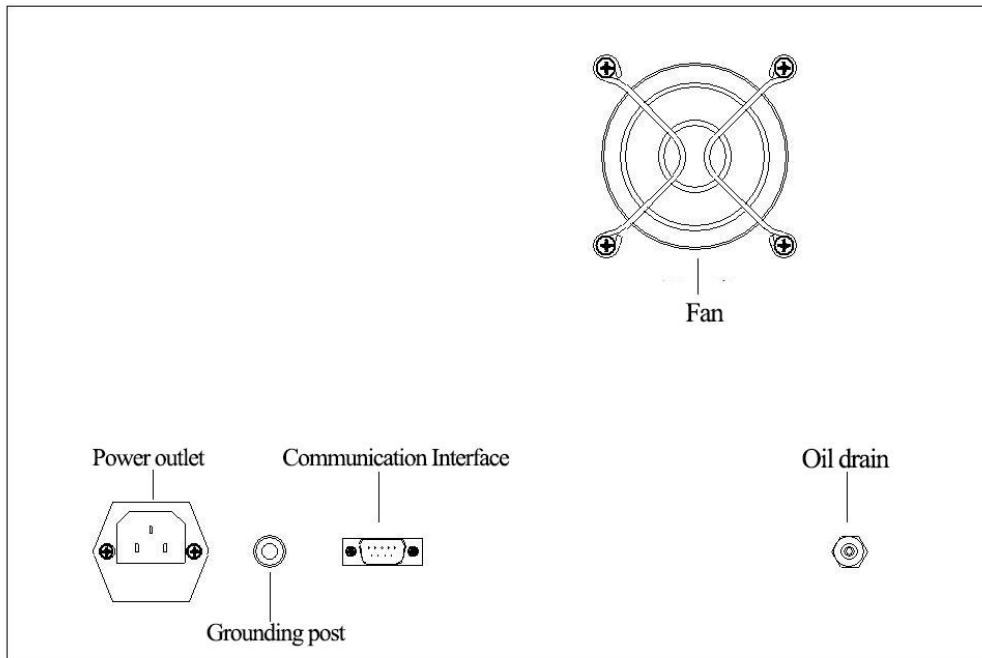 Fan
Power outlet
Communication Interface
Oil drain
Grounding post